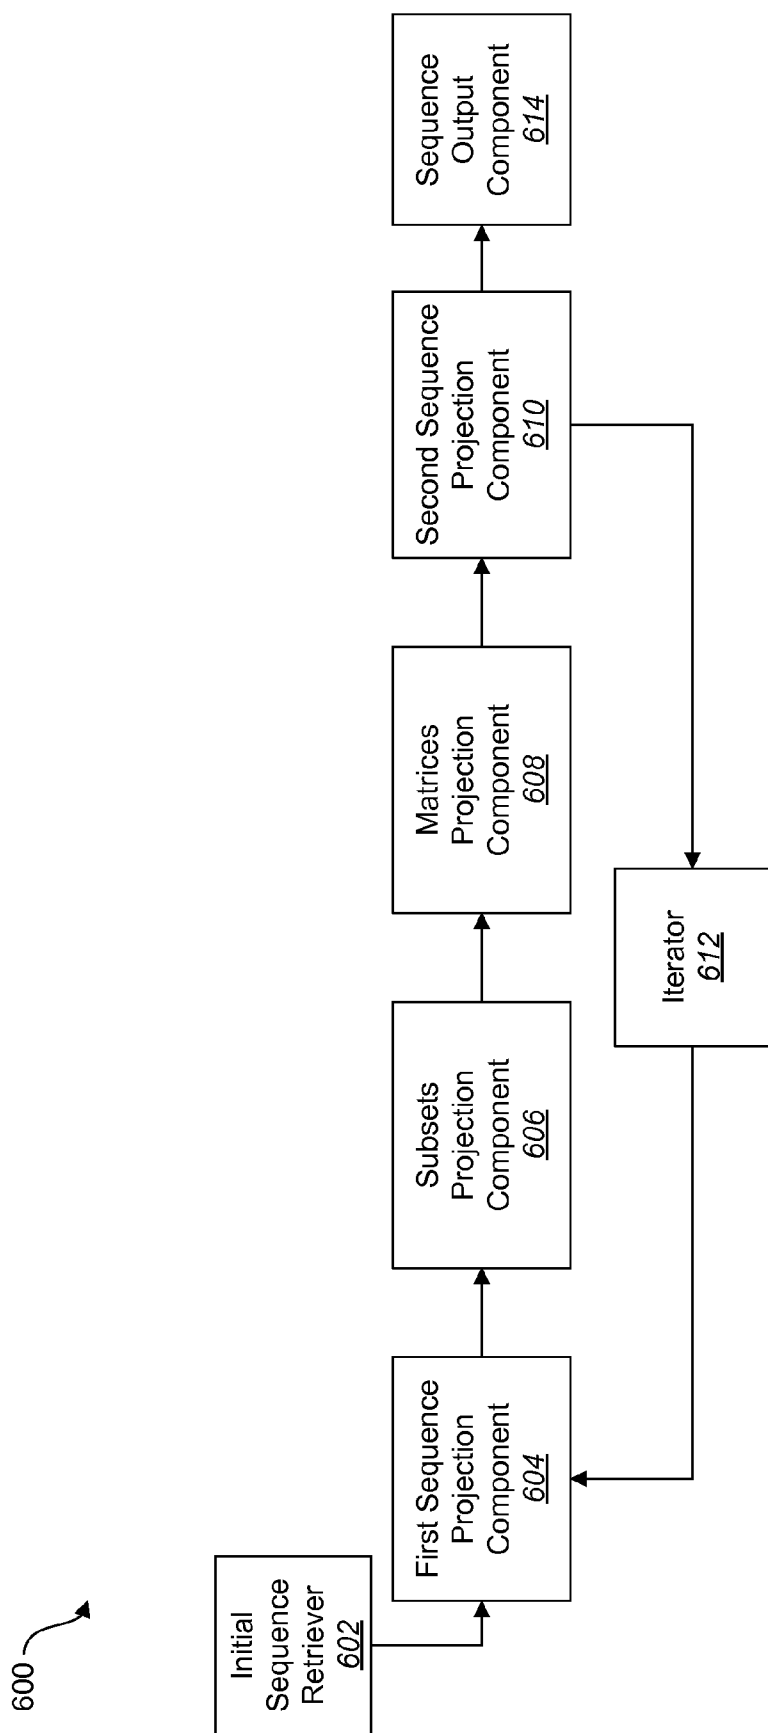 600
Initial
Sequence
Retriever
602
First Sequence
Projection
Component
604
Subsets
Projection
Component
606
Matrices
Projection
Component
608
Second Sequence
Projection
Component
610
Sequence
Output
Component
614
Iterator
612